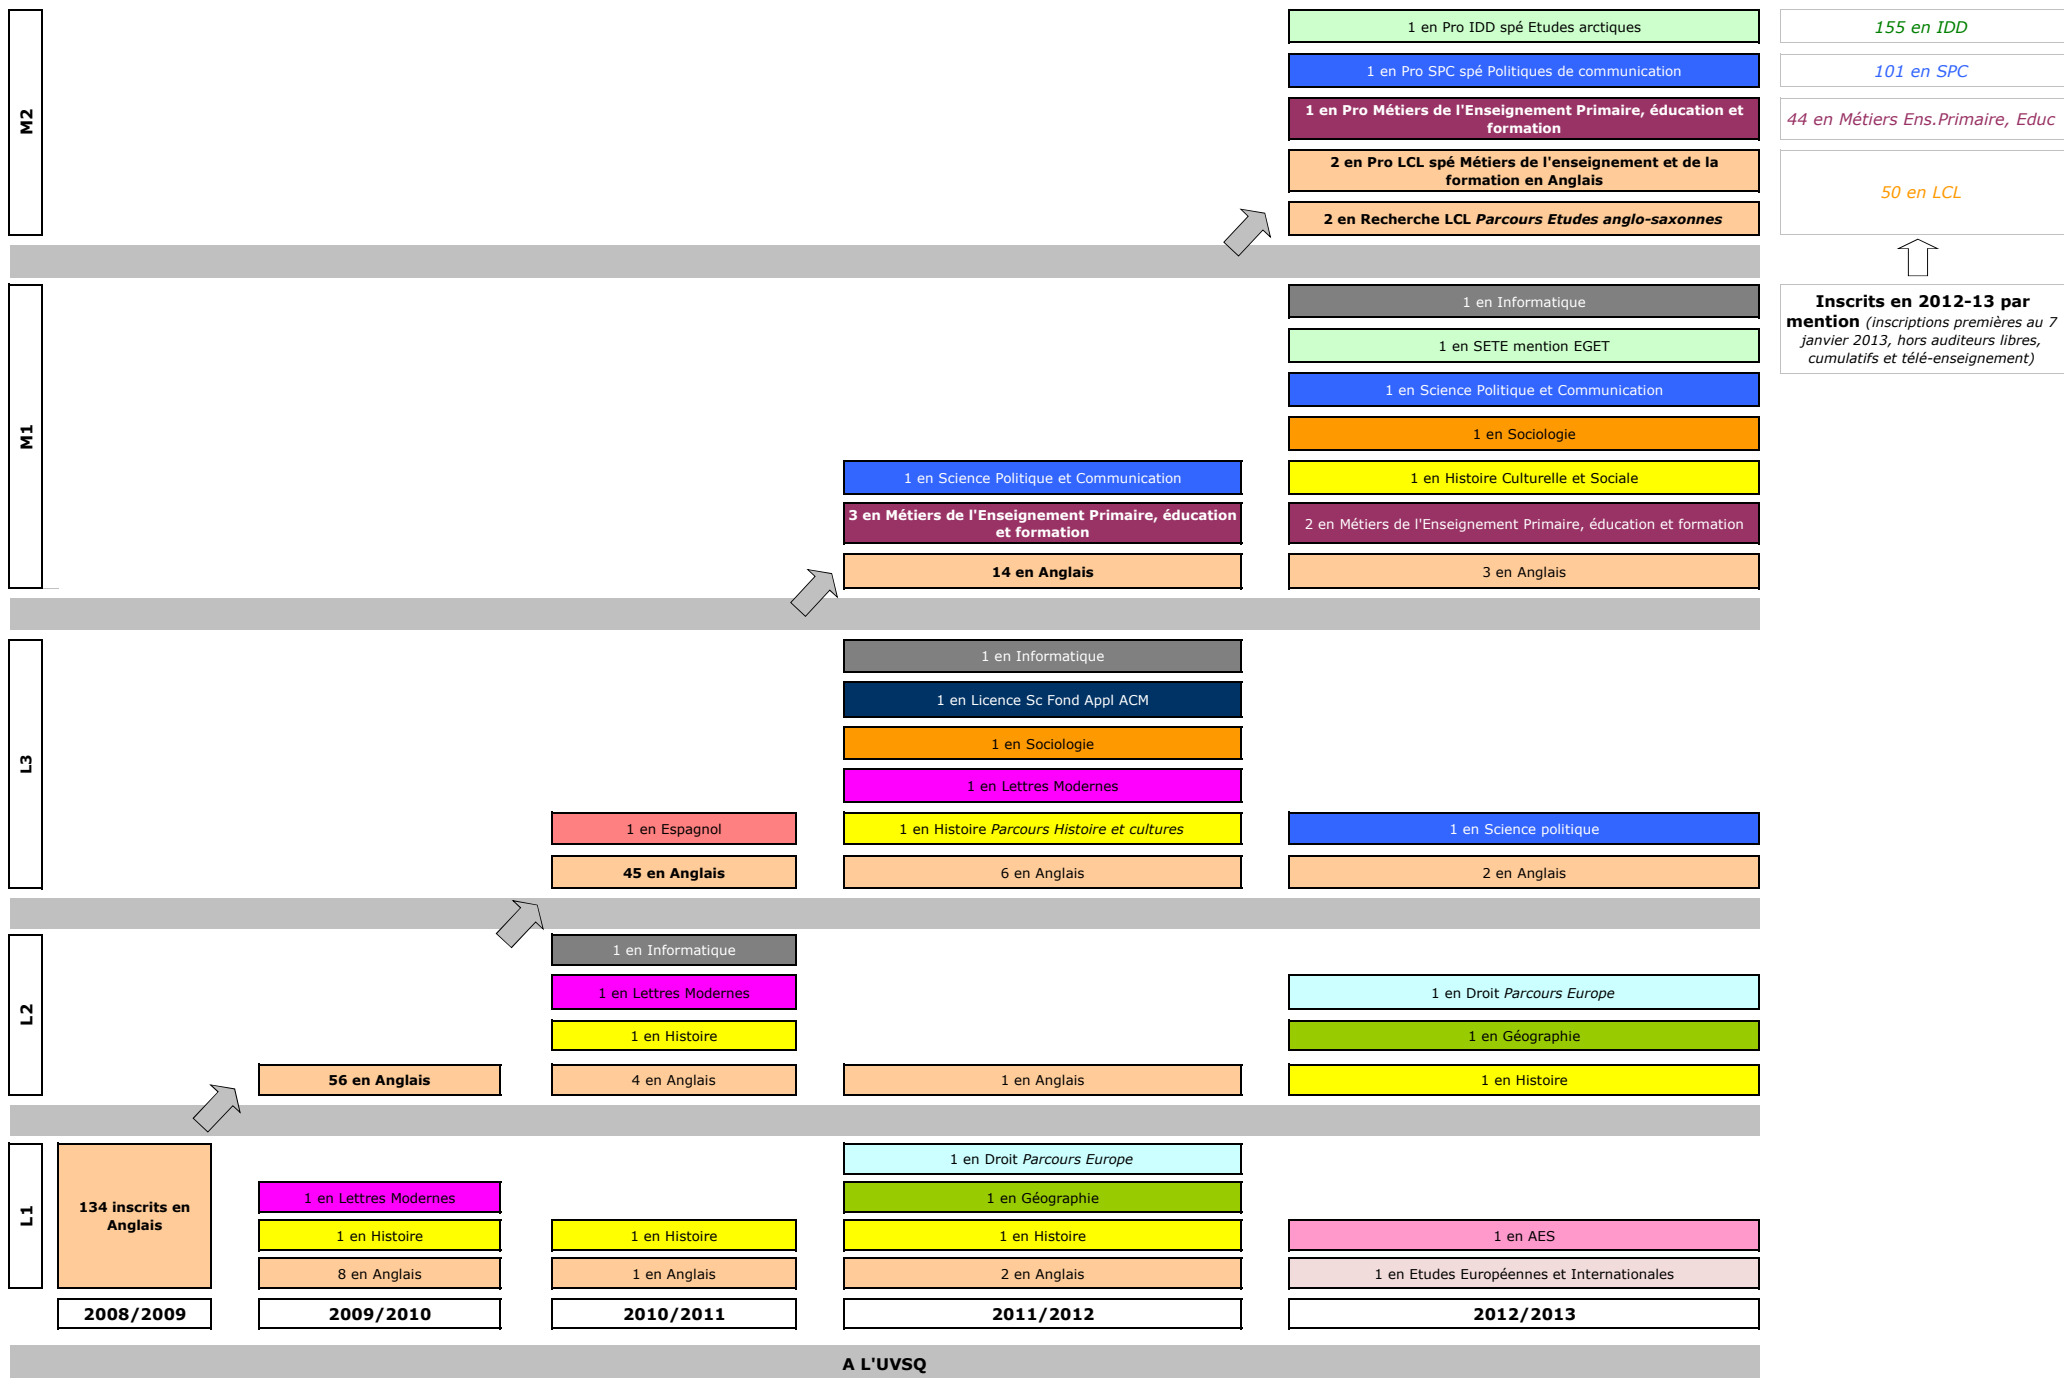 M2
1 en Pro IDD spé Etudes arctiques
155 en IDD
1 en Pro SPC spé Politiques de communication
101 en SPC
1 en Pro Métiers de l'Enseignement Primaire, éducation et
formation
44 en Métiers Ens.Primaire, Educ
2 en Pro LCL spé Métiers de l'enseignement et de la
formation en Anglais
50 en LCL
2 en Recherche LCL Parcours Etudes anglo-saxonnes
M1
1 en Informatique
Inscrits en 2012-13 par
mention (inscriptions premières au 7
janvier 2013, hors auditeurs libres,
cumulatifs et télé-enseignement)
1 en SETE mention EGET
1 en Science Politique et Communication
1 en Sociologie
1 en Science Politique et Communication
1 en Histoire Culturelle et Sociale
3 en Métiers de l'Enseignement Primaire, éducation
et formation
2 en Métiers de l'Enseignement Primaire, éducation et formation
14 en Anglais
3 en Anglais
L3
1 en Informatique
1 en Licence Sc Fond Appl ACM
1 en Sociologie
1 en Lettres Modernes
1 en Espagnol
1 en Histoire Parcours Histoire et cultures
1 en Science politique
45 en Anglais
6 en Anglais
2 en Anglais
L2
1 en Informatique
1 en Lettres Modernes
1 en Droit Parcours Europe
1 en Histoire
1 en Géographie
56 en Anglais
4 en Anglais
1 en Anglais
1 en Histoire
L1
134 inscrits en
Anglais
1 en Droit Parcours Europe
1 en Lettres Modernes
1 en Géographie
1 en Histoire
1 en Histoire
1 en Histoire
1 en AES
8 en Anglais
1 en Anglais
2 en Anglais
1 en Etudes Européennes et Internationales
2008/2009
2009/2010
2010/2011
2011/2012
2012/2013
A L'UVSQ